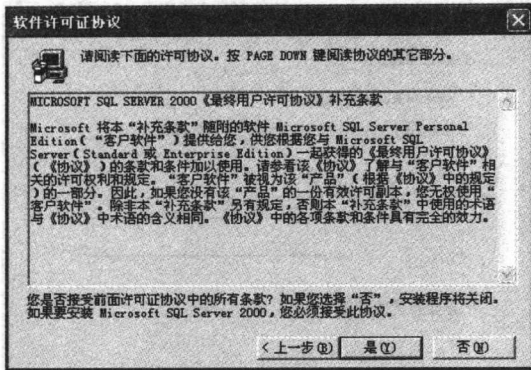 软件许可证协议
请阅读下面的许可协议。按 PAGE DOWN 键阅读协议的其它部分。
MICROSOFT SQL SERVER 2000《最终用户许可协议》补充条款
Microsoft 将本“补充条款”随附的软件 Microsoft SQL Server Personal
Edition(“客户软件”)提供给您，供您根据您与 Microsoft SQL
Server（Standard 或 Enterprise Edition）一起获得的《最终用户许可协议》
(《协议》)的条款和条件加以使用。请参看该《协议》了解与“客户软件”相
关的许可权利和规定。“客户软件”被视为该“产品”(根据《协议》中的规定
)的一部分。因此，如果您没有该“产品”的一份有效许可副本，您无权使用“
客户软件”。除非本“补充条款”另有规定，否则本“补充条款”中使用的术语
与《协议》中术语的含义相同。《协议》中的各项条款和条件具有完全的效力。
您是否接受前面许可证协议中的所有条款? 如果您选择“否”，安装程序将关闭。
如果要安装 Microsoft SQL Server 2000，您必须接受此协议。
<上一步(B) 是(Y) 否(N)